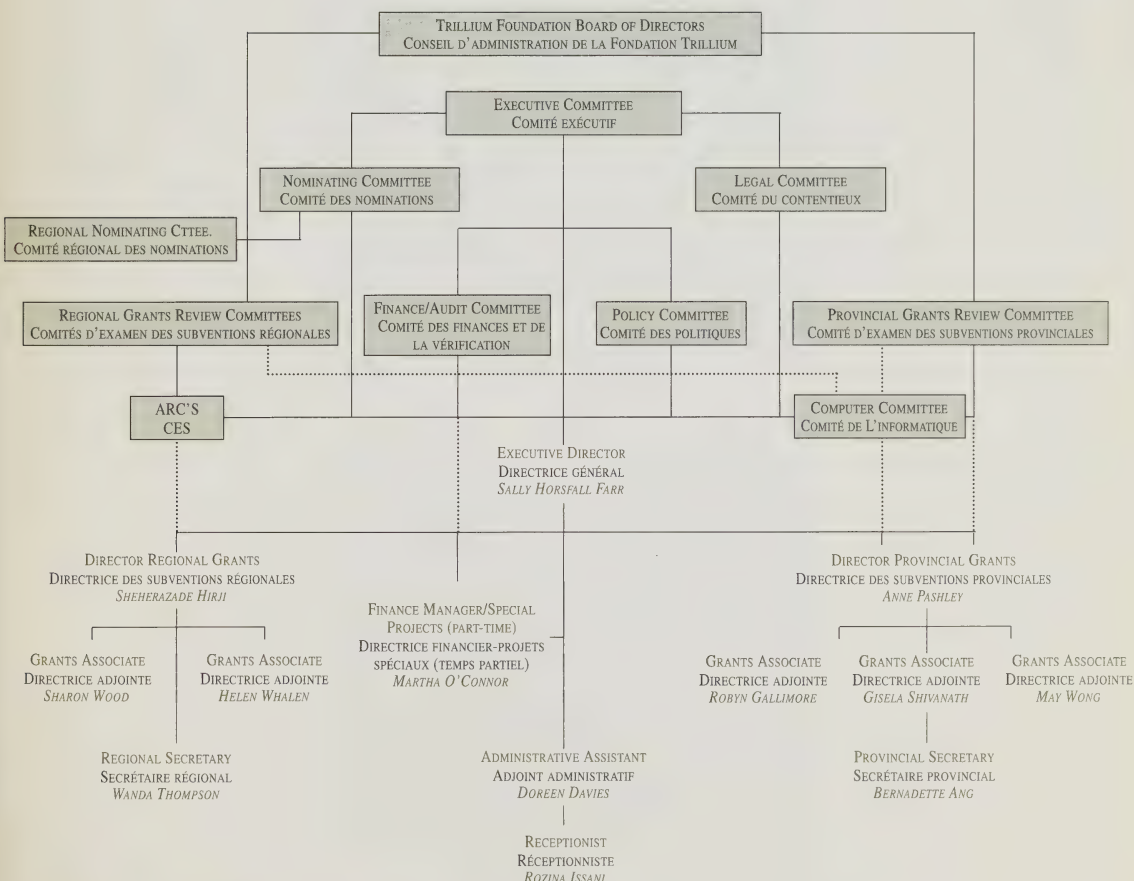 TRILLIUM FOUNDATION BOARD OF DIRECTORS
CONSEIL D'ADMINISTRATION DE LA FONDATION TRILLIUM
EXECUTIVE COMMITTEE
COMITÉ EXÉCUTIF
NOMINATING COMMITTEE
COMITÉ DES NOMINATIONS
LEGAL COMMITTEE
COMITÉ DU CONTENTIEUX
REGIONAL NOMINATING CTTEE.
COMITÉ RÉGIONAL DES NOMINATIONS
REGIONAL GRANTS REVIEW COMMITTEES
COMITÉS D'EXAMEN DES SUBVENTIONS RÉGIONALES
FINANCE/AUDIT COMMITTEE
COMITÉ DES FINANCES ET DE
LA VÉRIFICATION
POLICY COMMITTEE
COMITÉ DES POLITIQUES
PROVINCIAL GRANTS REVIEW COMMITTEE
COMITÉ D'EXAMEN DES SUBVENTIONS PROVINCIALES
ARC'S
CES
COMPUTER COMMITTEE
COMITÉ DE L'INFORMATIQUE
EXECUTIVE DIRECTOR
DIRECTRICE GÉNÉRAL
SALLY HORSFALL FARR
DIRECTOR REGIONAL GRANTS
DIRECTRICE DES SUBVENTIONS RÉGIONALES
SHEHERAZADE HIRJI
DIRECTOR PROVINCIAL GRANTS
DIRECTRICE DES SUBVENTIONS PROVINCIALES
ANNE PASHLEY
FINANCE MANAGER/SPECIAL
PROJECTS (PART-TIME)
DIRECTRICE FINANCIER-PROJETS
SPÉCIAUX (TEMPS PARTIEL)
MARTHA O'CONNOR
GRANTS ASSOCIATE
DIRECTRICE ADJOINTE
SHARON WOOD
GRANTS ASSOCIATE
DIRECTRICE ADJOINTE
HELEN WHALEN
GRANTS ASSOCIATE
DIRECTRICE ADJOINTE
ROBYN GALLIMORE
GRANTS ASSOCIATE
DIRECTRICE ADJOINTE
GISELA SHIVANATH
GRANTS ASSOCIATE
DIRECTRICE ADJOINTE
MAY WONG
REGIONAL SECRETARY
SECRÉTAIRE RÉGIONAL
WANDA THOMPSON
ADMINISTRATIVE ASSISTANT
ADJOINT ADMINISTRATIF
DOREEN DAVIES
PROVINCIAL SECRETARY
SECRÉTAIRE PROVINCIAL
BERNADETTE ANG
RECEPTIONIST
RÉCEPTIONNISTE
ROZINA ISSANI